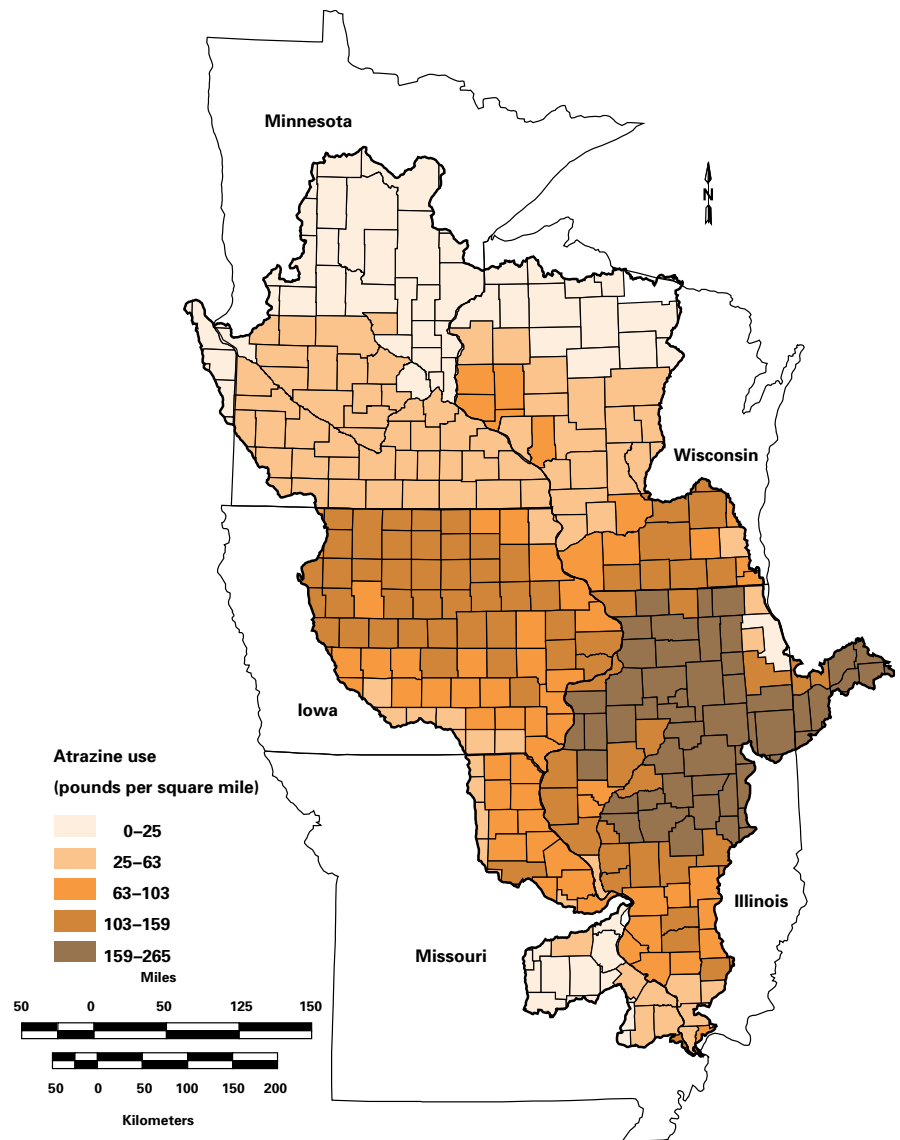 Minnesota
N
Wisconsin
Iowa
Atrazine use
(pounds per square mile)
0–25
25–63
63–103
103–159
159–265
Illinois
Missouri
Miles
50 0 50 125 150
50 0 50 100 150 200
Kilometers